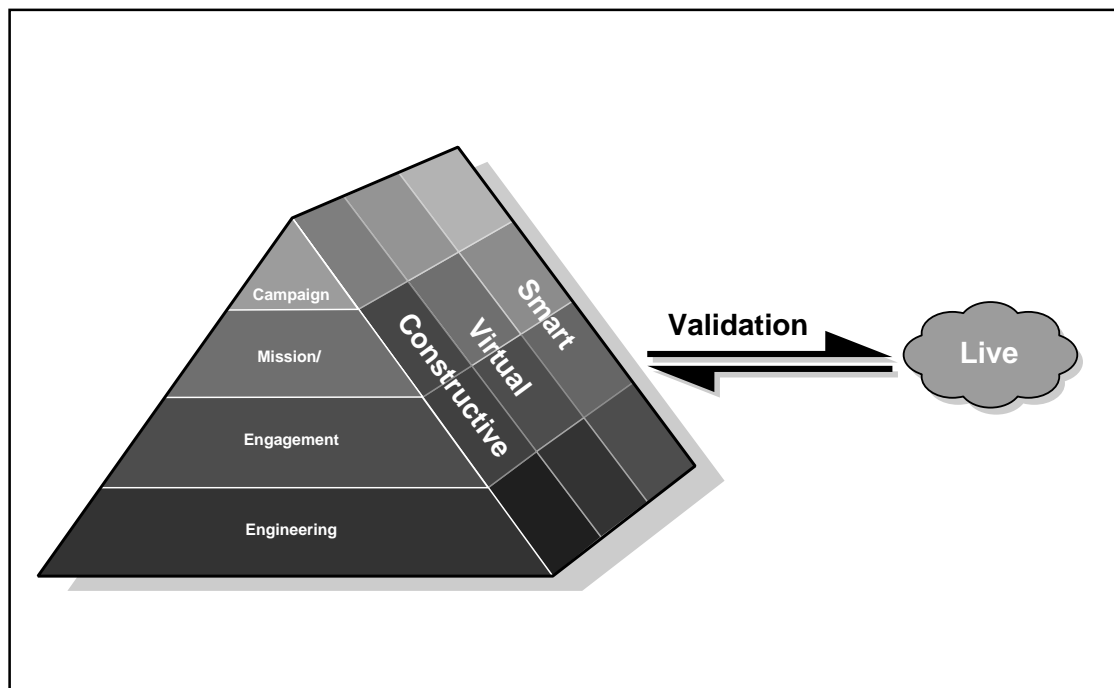 Campaign
Mission/
Engagement
Engineering
Constructive
Virtual
Smart
Validation
Live